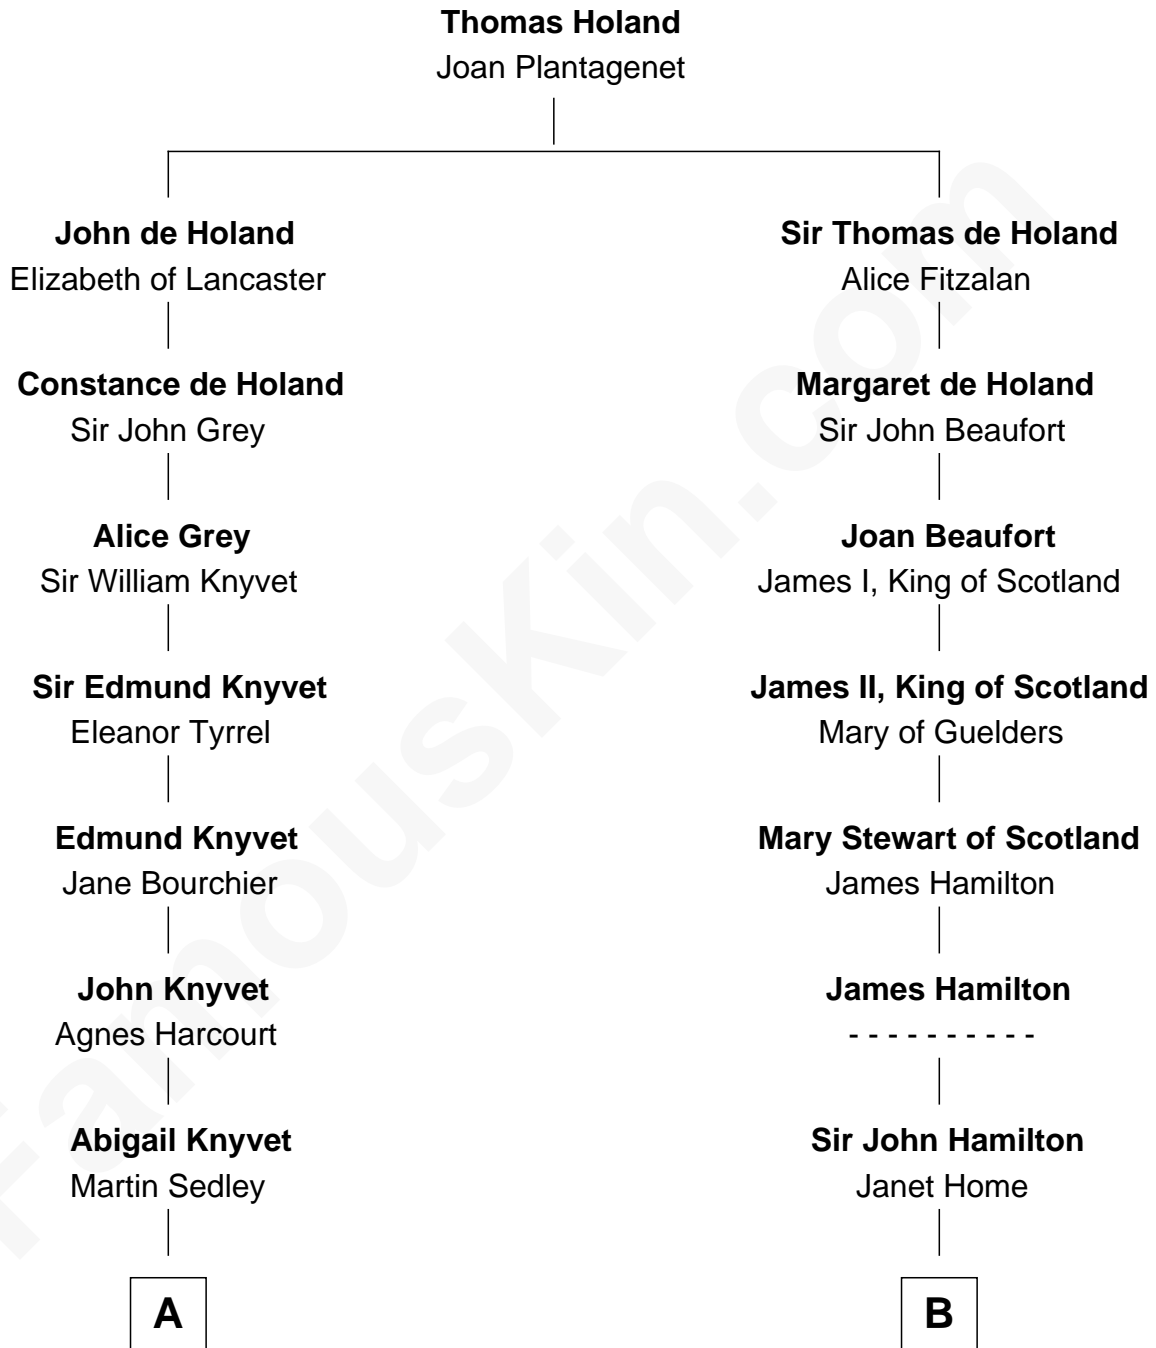 Thomas Holand
Joan Plantagenet
John de Holand
Elizabeth of Lancaster
Sir Thomas de Holand
Alice Fitzalan
Constance de Holand
Sir John Grey
Margaret de Holand
Sir John Beaufort
Alice Grey
Sir William Knyvet
Joan Beaufort
James I, King of Scotland
Sir Edmund Knyvet
Eleanor Tyrrel
James II, King of Scotland
Mary of Guelders
Edmund Knyvet
Jane Bourchier
Mary Stewart of Scotland
James Hamilton
John Knyvet
Agnes Harcourt
James Hamilton
- - - - - - - - - -
Abigail Knyvet
Martin Sedley
Sir John Hamilton
Janet Home
A
B
FamousKin.com